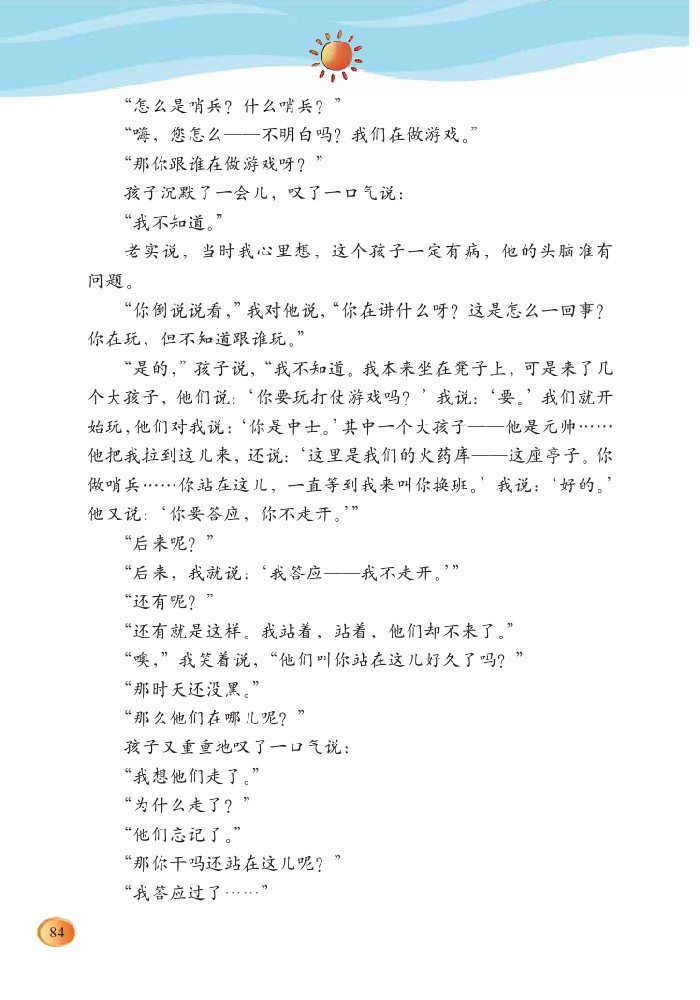 “怎么是哨兵？什么哨兵？”
“嗨，您怎么——不明白吗？我们在做游戏。”
“那你跟谁在做游戏呀？”
孩子沉默了一会儿，叹了一口气说：
“我不知道。”
老实说，当时我心里想，这个孩子一定有病，他的头脑准有
问题。
“你倒说说看，”我对他说，“你在讲什么呀？这是怎么一回事？
你在玩，但不知道跟谁玩。”
“是的，”孩子说，“我不知道。我本来坐在凳子上，可是来了几
个大孩子，他们说：‘你要玩打仗游戏吗？’我说：‘要。’我们就开
始玩，他们对我说：‘你是中士。’其中一个大孩子——他是元帅……
他把我拉到这儿来，还说：‘这里是我们的火药库——这座亭子。你
做哨兵……你站在这儿，一直等到我来叫你换班。’我说：‘好的。’
他又说：‘你要答应，你不走开。’”
“后来呢？”
“后来，我就说：‘我答应——我不走开。’”
“还有呢？”
“还有就是这样。我站着，站着，他们却不来了。”
“噢，”我笑着说，“他们叫你站在这儿好久了吗？”
“那时天还没黑。”
“那么他们在哪儿呢？”
孩子又重重地叹了一口气说：
“我想他们走了。”
“为什么走了？”
“他们忘记了。”
“那你干吗还站在这儿呢？”
“我答应过了……”
84